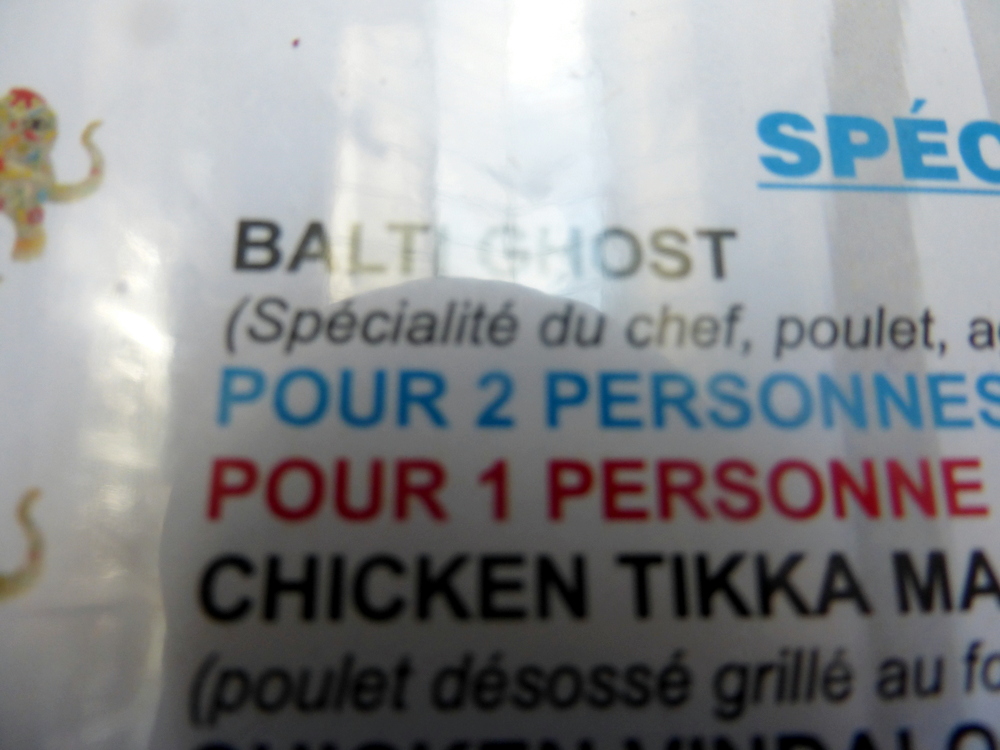 SPÉC
BALTI GHOST
(Spécialité du chef, poulet, a
POUR 2 PERSONNES
POUR 1 PERSONNE
CHICKEN TIKKA MA
(poulet désossé grillé au fo
CHICKEN